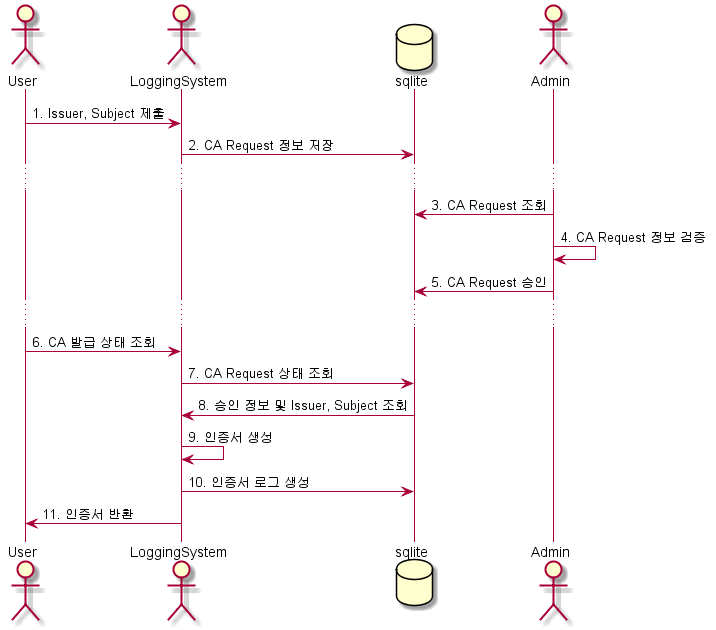 User
LoggingSystem
sqlite
Admin
1. Issuer, Subject 제출
2. CA Request 정보 저장
3. CA Request 조회
4. CA Request 정보 검증
5. CA Request 승인
6. CA 발급 상태 조회
7. CA Request 상태 조회
8. 승인 정보 및 Issuer, Subject 조회
9. 인증서 생성
10. 인증서 로그 생성
11. 인증서 반환
User
LoggingSystem
sqlite
Admin